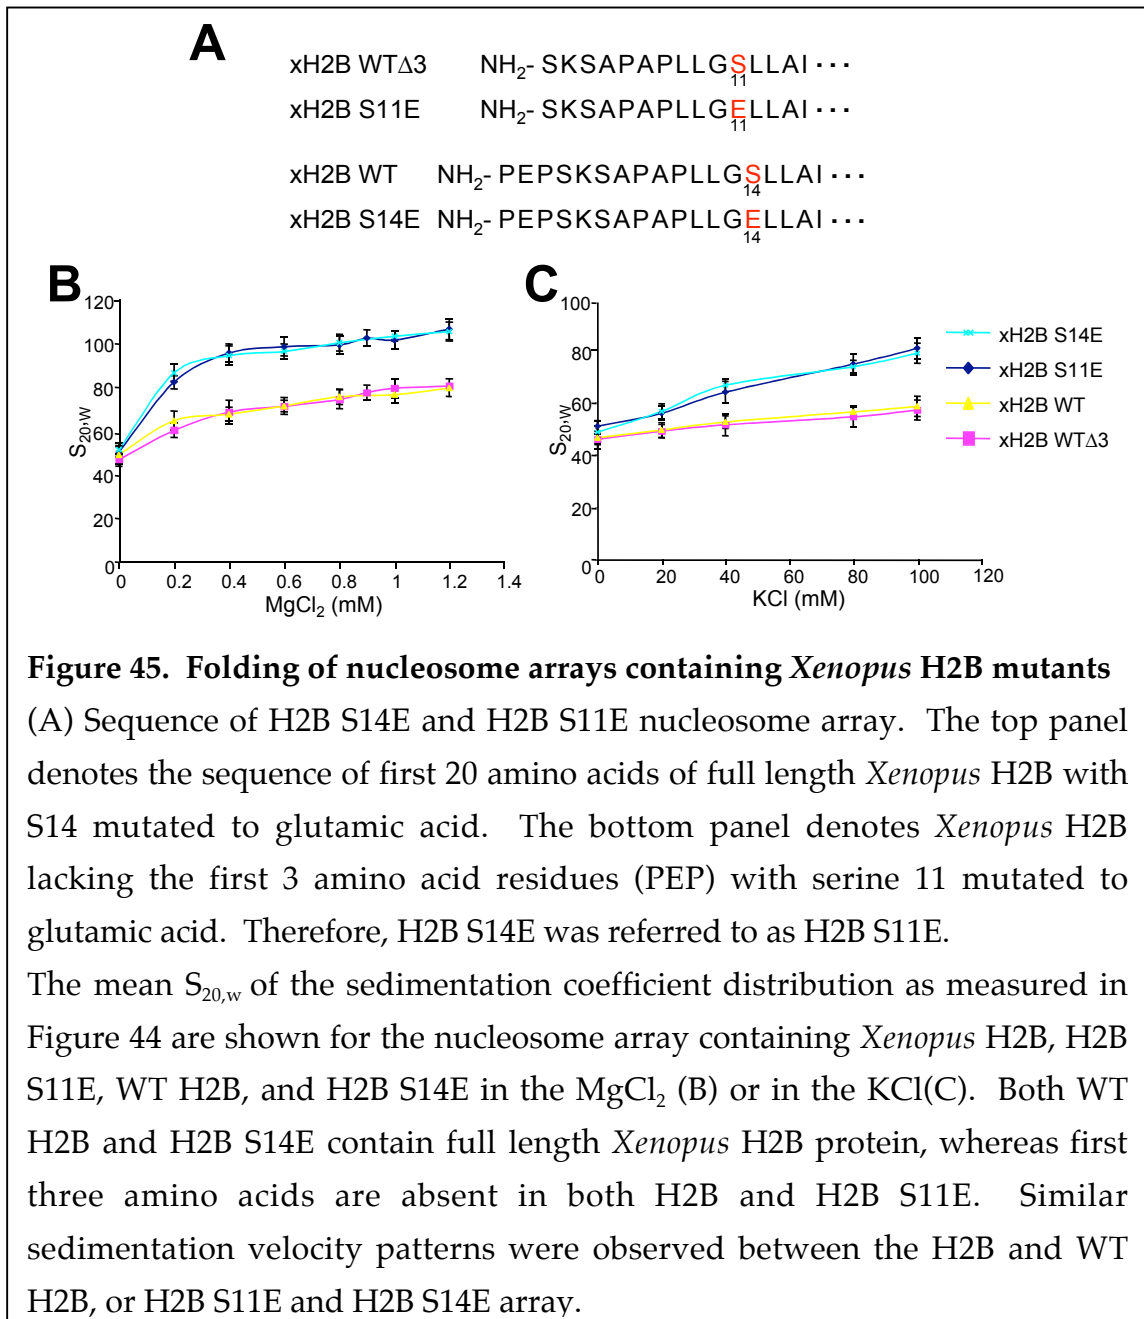 A
xH2B WTΔ3 NH2- SKSAPAPLLGSLLAI ···
11
xH2B S11E NH2- SKSAPAPLLGELLAI ···
11
xH2B WT NH2- PEPSKSAPAPLLGSLLAI ···
14
xH2B S14E NH2- PEPSKSAPAPLLGELLAI ···
14
B
120
100
80
60
40
20
0
S20,W
0 0.2 0.4 0.6 0.8 1 1.2 1.4
MgCl2 (mM)
C
100
80
60
40
20
0
S20,W
0 20 40 60 80 100 120
KCl (mM)
xH2B S14E
xH2B S11E
xH2B WT
xH2B WTΔ3
Figure 45. Folding of nucleosome arrays containing Xenopus H2B mutants
(A) Sequence of H2B S14E and H2B S11E nucleosome array. The top panel
denotes the sequence of first 20 amino acids of full length Xenopus H2B with
S14 mutated to glutamic acid. The bottom panel denotes Xenopus H2B
lacking the first 3 amino acid residues (PEP) with serine 11 mutated to
glutamic acid. Therefore, H2B S14E was referred to as H2B S11E.
The mean S20,w of the sedimentation coefficient distribution as measured in
Figure 44 are shown for the nucleosome array containing Xenopus H2B, H2B
S11E, WT H2B, and H2B S14E in the MgCl2 (B) or in the KCl(C). Both WT
H2B and H2B S14E contain full length Xenopus H2B protein, whereas first
three amino acids are absent in both H2B and H2B S11E. Similar
sedimentation velocity patterns were observed between the H2B and WT
H2B, or H2B S11E and H2B S14E array.